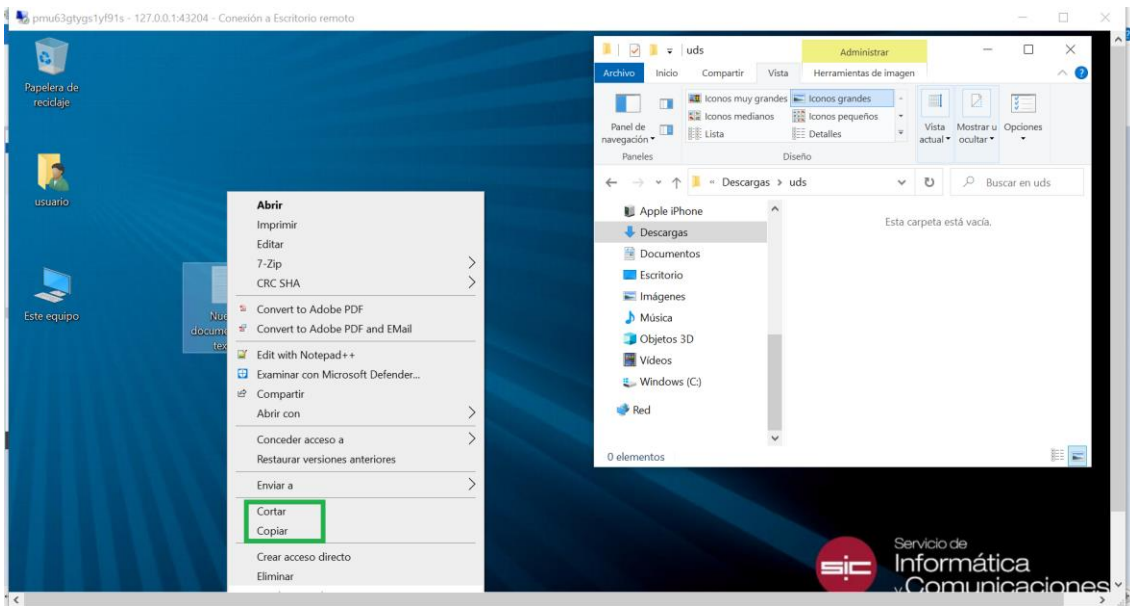 pmu63gtygs1yf91s - 127.0.0.1:43204 - Conexión a Escritorio remoto
Papelera de
reciclaje
usuario
Este equipo
Abrir
Imprimir
Editar
7-Zip
CRC SHA
Convert to Adobe PDF
Convert to Adobe PDF and EMail
Edit with Notepad++
Examinar con Microsoft Defender...
Compartir
Abrir con
Conceder acceso a
Restaurar versiones anteriores
Enviar a
Cortar
Copiar
Crear acceso directo
Eliminar
uds
Administrar
Archivo Inicio Compartir Vista Herramientas de imagen
Iconos muy grandes Iconos grandes
Iconos medianos Iconos pequeños
Lista Detalles
Panel de
navegación
Vista
actual
Mostrar u
ocultar
Opciones
Paneles Diseño
« Descargas > uds
Buscar en uds
Apple iPhone
Descargas
Documentos
Escritorio
Imágenes
Música
Objetos 3D
Vídeos
Windows (C:)
Red
Esta carpeta está vacía.
0 elementos
sic
Servicio de
Informática
y Comunicaciones